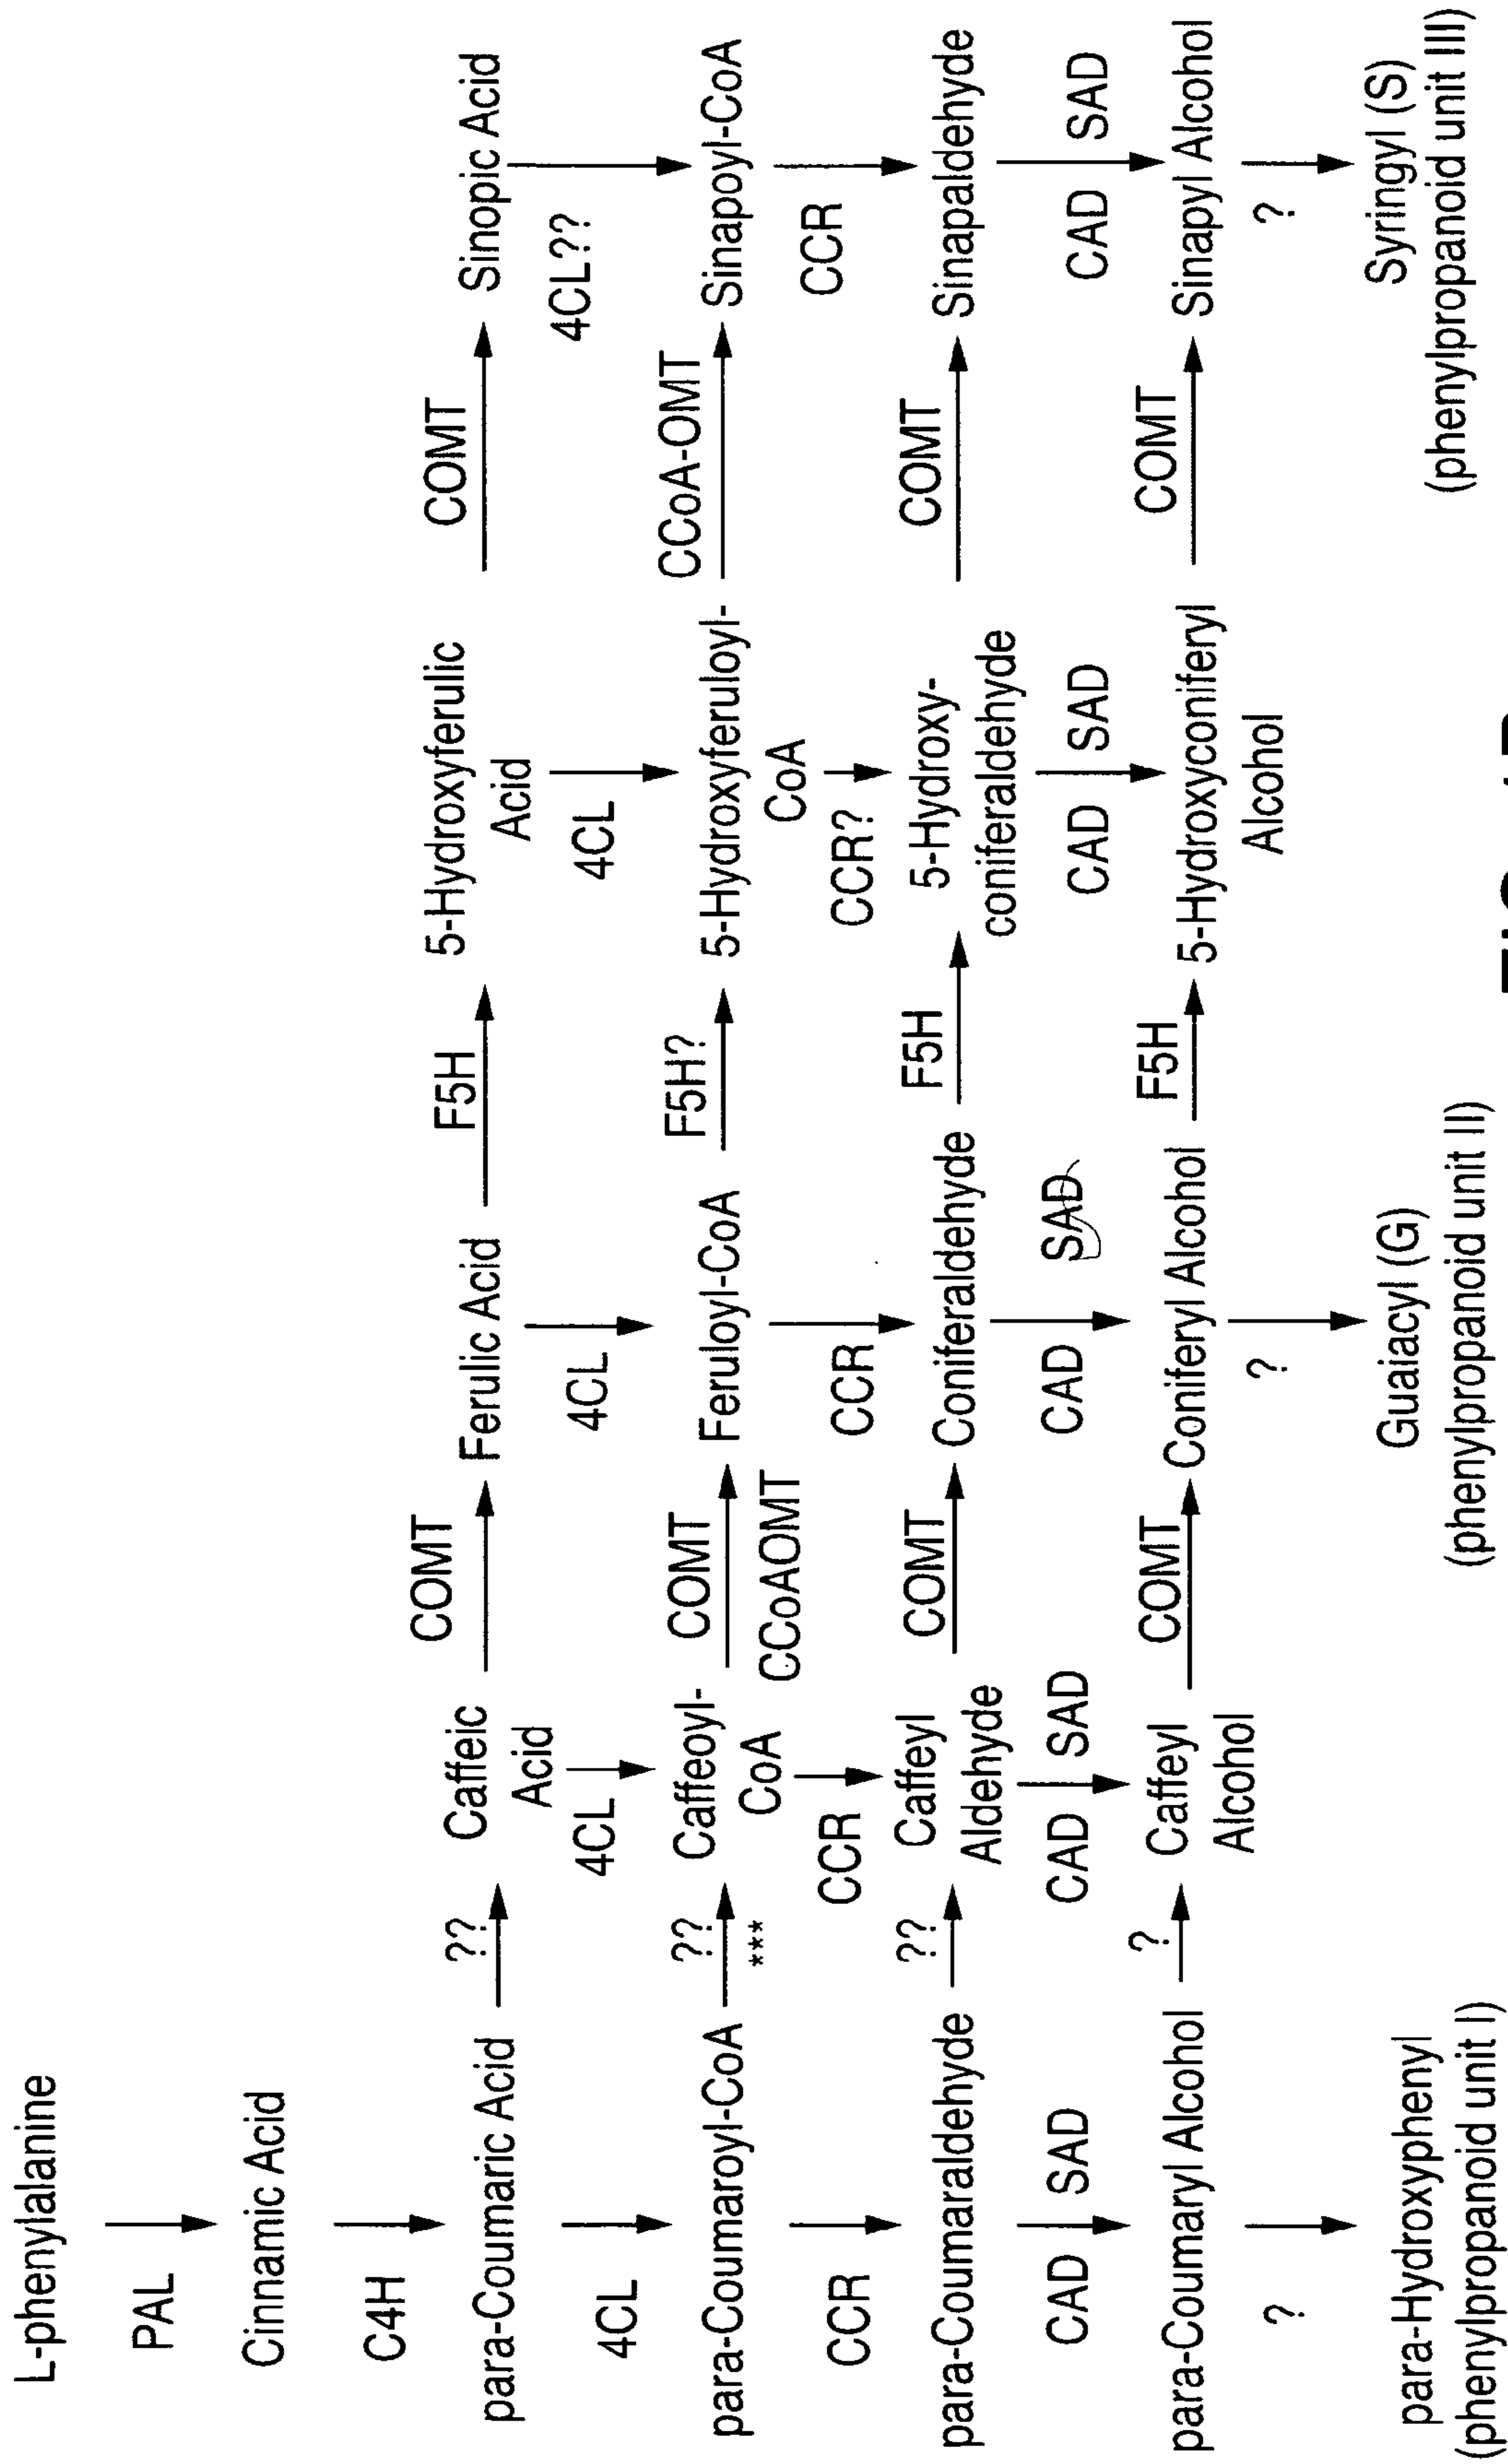 L-phenylalanine
PAL
Cinnamic Acid
C4H
para-Coumaric Acid
??
Caffeic
Acid
COMT
Ferulic Acid
F5H
5-Hydroxyferulic
Acid
COMT
Sinopic Acid
4CL
4CL
4CL
4CL
4CL??
para-Coumaroyl-CoA
??
***
Caffeoyl-
CoA
COMT
CCoAOMT
Feruloyl-CoA
F5H?
5-Hydroxyferuloyl-
CoA
CCoA-OMT
Sinapoyl-CoA
CCR
CCR
CCR
CCR?
CCR
para-Coumaraldehyde
??
Caffeyl
Aldehyde
COMT
Coniferaldehyde
F5H
5-Hydroxy-
coniferaldehyde
COMT
Sinapaldehyde
CAD SAD
CAD SAD
CAD SAD
CAD SAD
CAD SAD
para-Coumaryl Alcohol
?
Caffeyl
Alcohol
COMT
Coniferyl Alcohol
F5H
5-Hydroxyconiferyl
Alcohol
COMT
Sinapyl Alcohol
?
?
?
para-Hydroxyphenyl
(phenylpropanoid unit I)
Guaiacyl (G)
(phenylpropanoid unit II)
Syringyl (S)
(phenylpropanoid unit III)